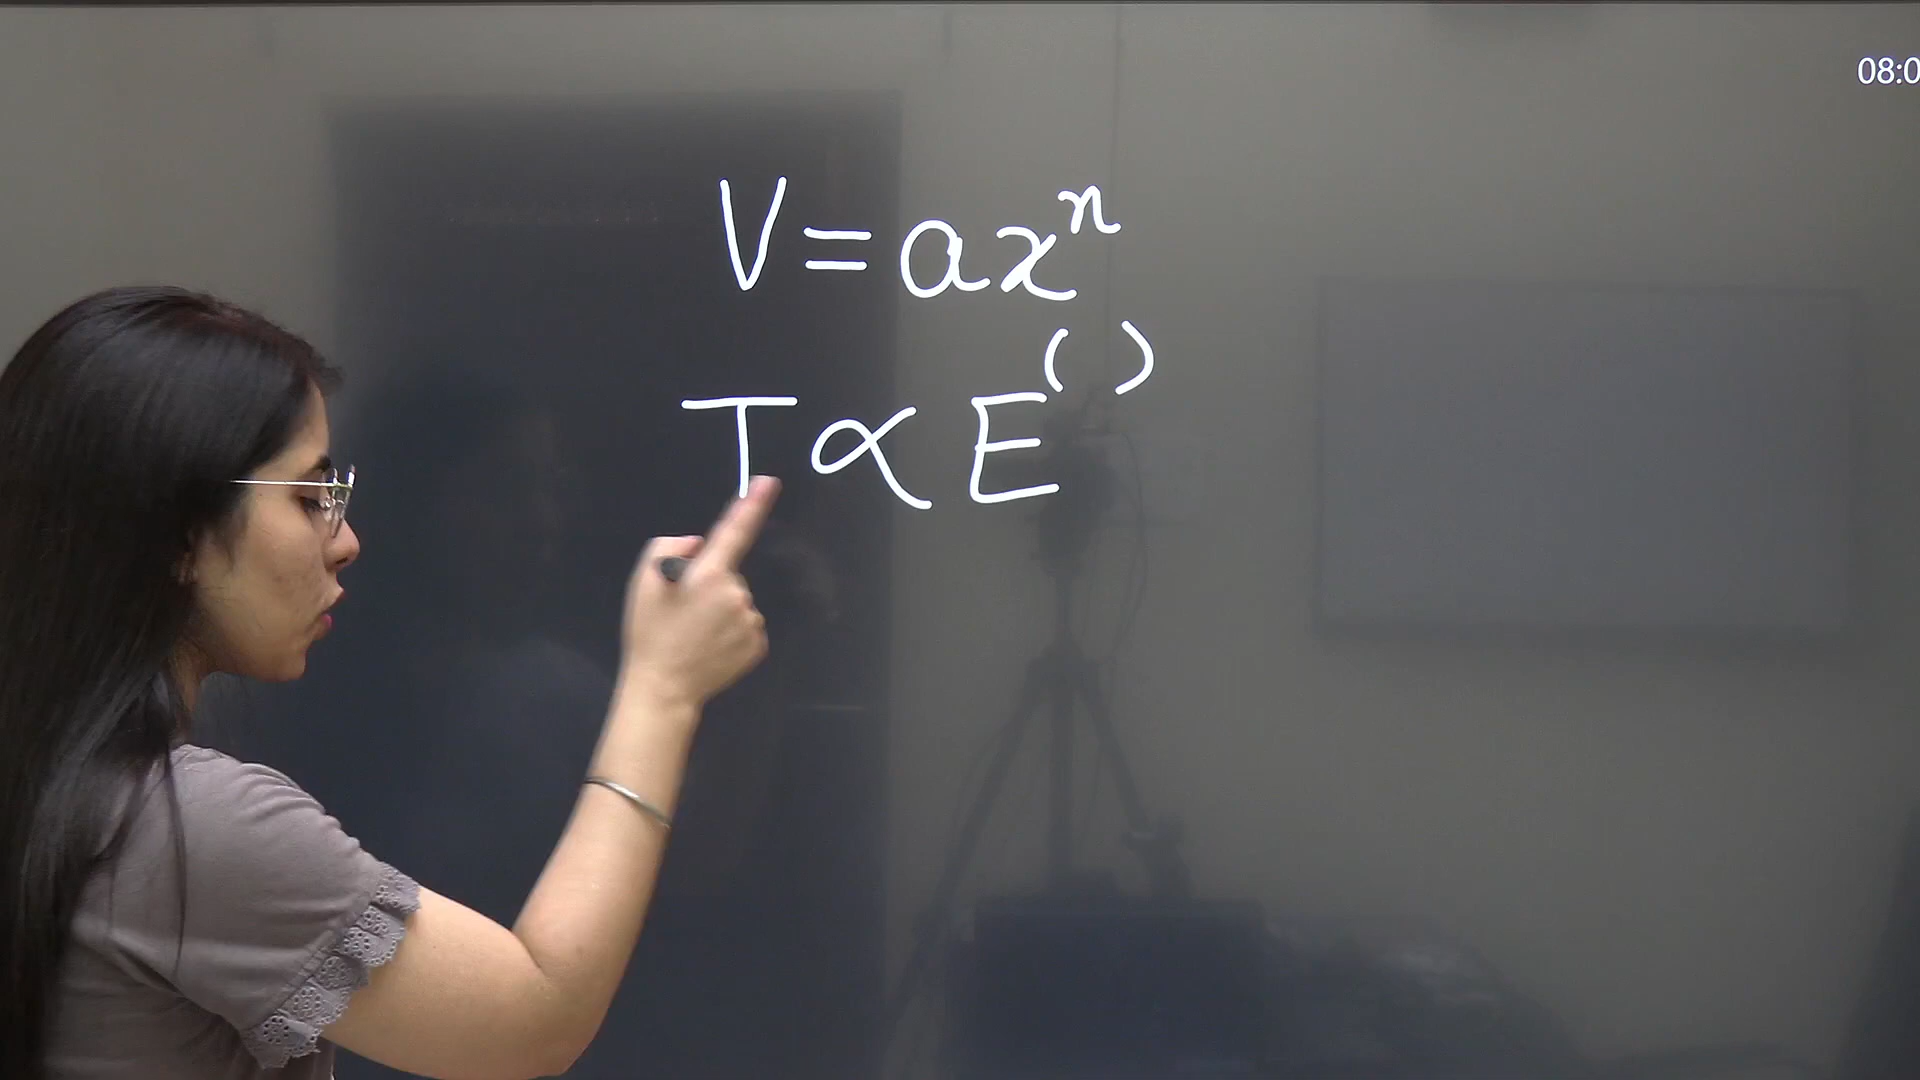 08:0
V = ax^n
T ∝ E^( )